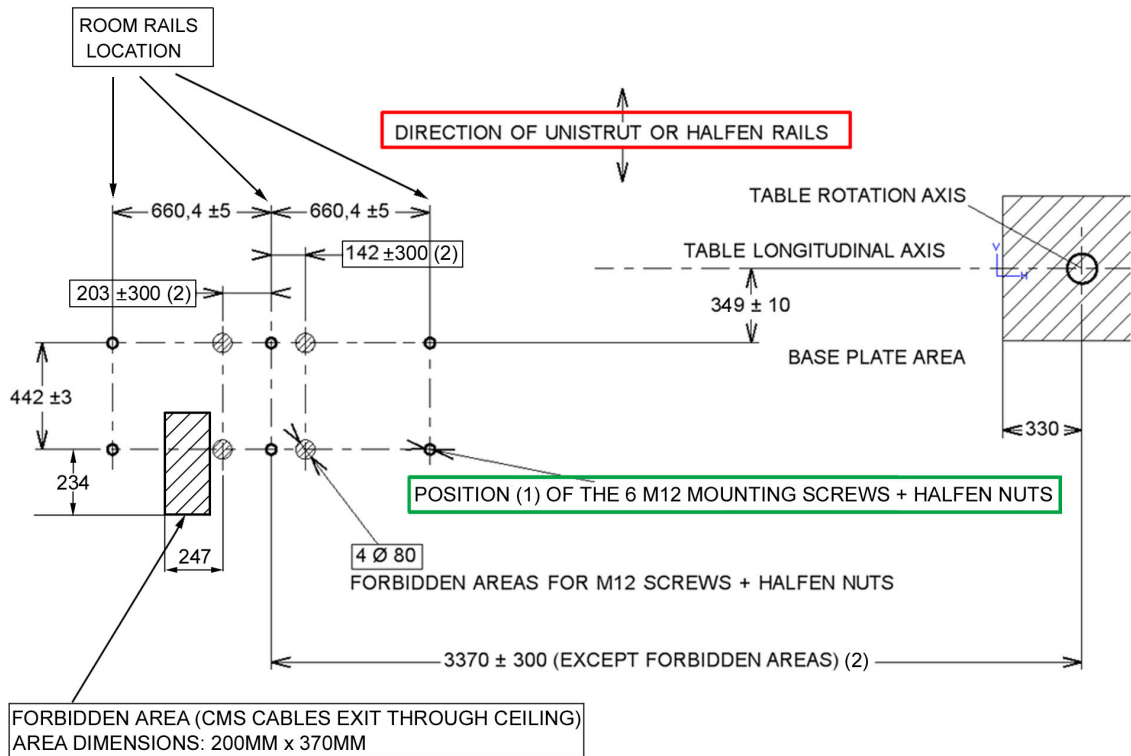 ROOM RAILS
LOCATION
DIRECTION OF UNISTRUT OR HALFEN RAILS
TABLE ROTATION AXIS
660,4 ±5
660,4 ±5
142 ±300 (2)
TABLE LONGITUDINAL AXIS
V
H
203 ±300 (2)
349 ± 10
BASE PLATE AREA
442 ±3
330
234
POSITION (1) OF THE 6 M12 MOUNTING SCREWS + HALFEN NUTS
247
4 Ø 80
FORBIDDEN AREAS FOR M12 SCREWS + HALFEN NUTS
3370 ± 300 (EXCEPT FORBIDDEN AREAS) (2)
FORBIDDEN AREA (CMS CABLES EXIT THROUGH CEILING)
AREA DIMENSIONS: 200MM x 370MM